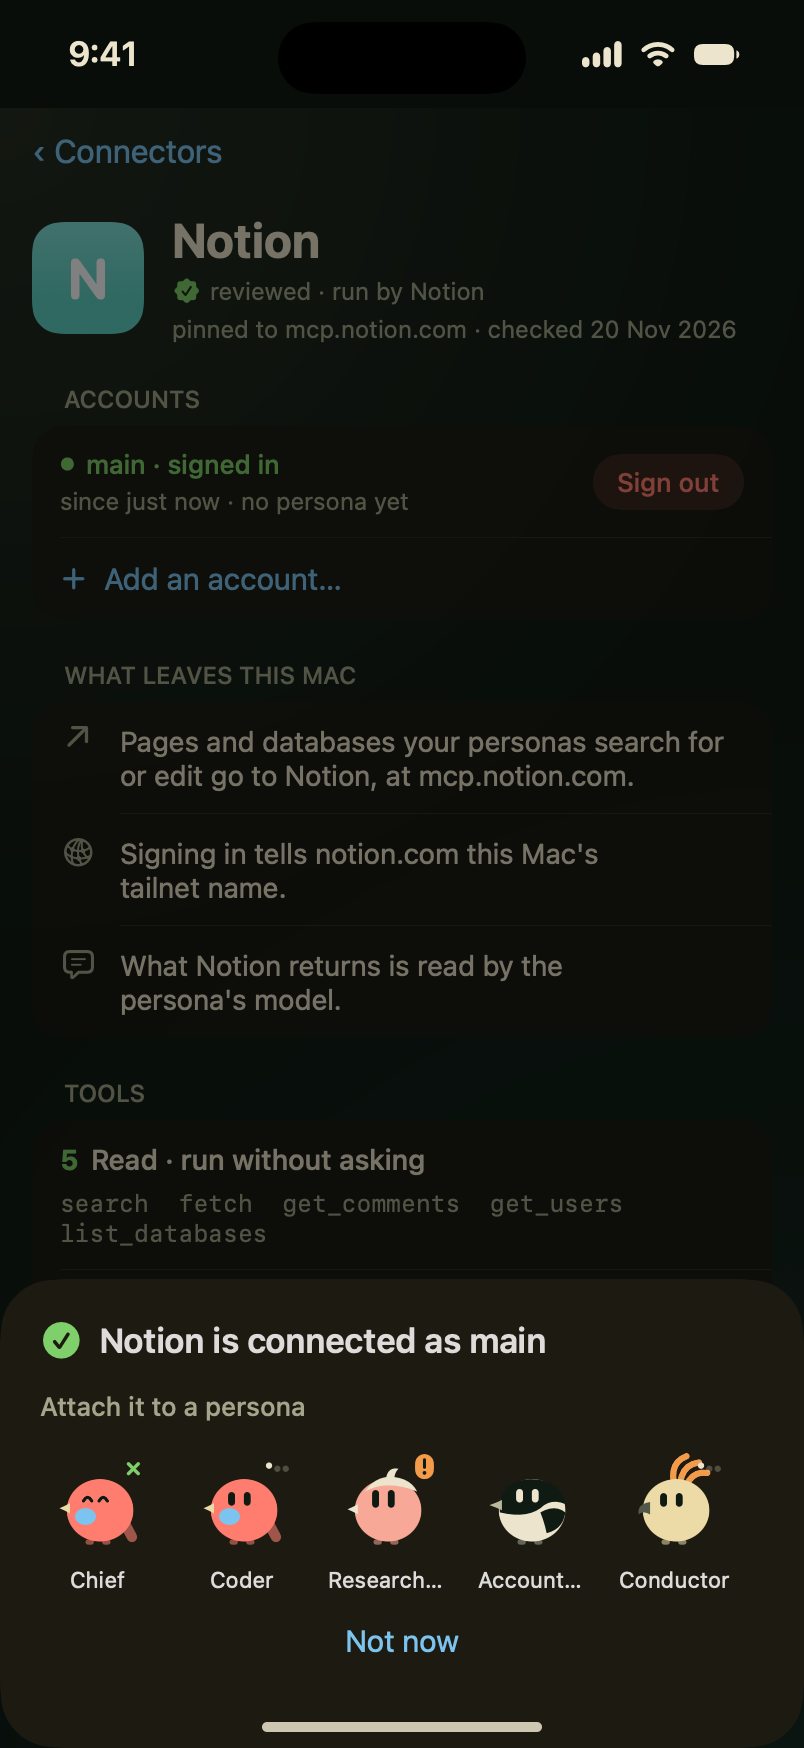 9:41
‹ Connectors
N
Notion
reviewed · run by Notion
pinned to mcp.notion.com · checked 20 Nov 2026
ACCOUNTS
main · signed in
since just now · no persona yet
Sign out
+ Add an account...
WHAT LEAVES THIS MAC
Pages and databases your personas search for
or edit go to Notion, at mcp.notion.com.
Signing in tells notion.com this Mac's
tailnet name.
What Notion returns is read by the
persona's model.
TOOLS
5 Read · run without asking
search fetch get_comments get_users
list_databases
Notion is connected as main
Attach it to a persona
Chief Coder Research... Account... Conductor
Not now